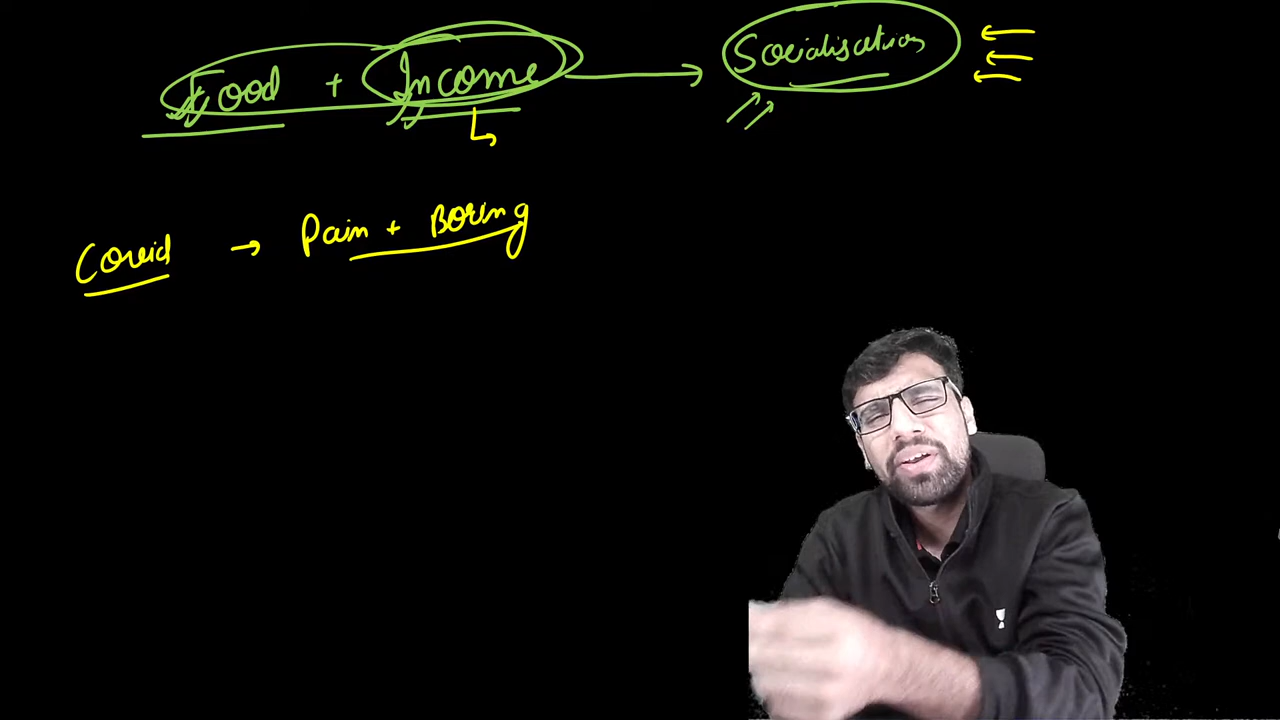 Food + Income → Socialisation
Covid → Pain + Boring